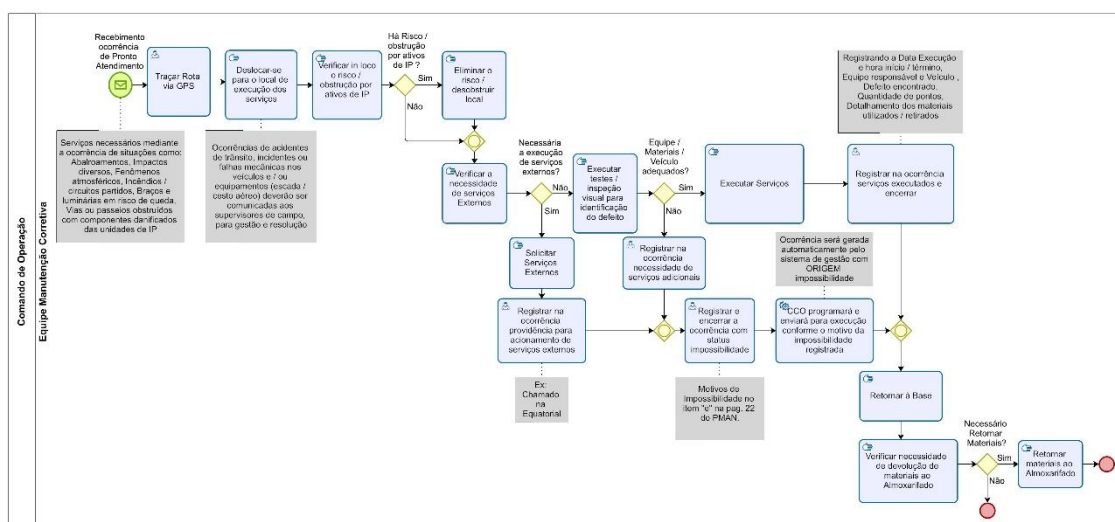 Comando de Operação
Equipe Manutenção Corretiva
Recebimento
ocorrência
de Pronto
Atendimento
Traçar Rota
via GPS
Deslocar-se
para o local de
execução dos
serviços
Verificar in loco
o risco /
obstrução por
ativos de IP
Há Risco /
obstrução
por ativos
de IP ?
Sim
Não
Eliminar o
risco /
desobstruir
local
Serviços necessários mediante
a ocorrência de situações como:
Abalroamentos, Impactos
diversos, Fenômenos
atmosféricos, Incêndios /
circuitos partidos, Braços e
luminárias em risco de queda,
Vias ou passeios obstruídos
com componentes danificados
das unidades da IP
Ocorrências de acidentes
de trânsito, incidentes ou
falhas mecânicas nos
veículos e / ou
equipamentos (escada /
cesto aéreo) deverão ser
comunicadas aos
supervisores de campo,
para gestão e resolução
Verificar a
necessidade
de serviços
Externos
Necessária
a execução
de serviços
externos?
Não
Sim
Executar
testes /
inspeção
visual para
identificação
do defeito
Equipe /
Materiais /
Veículo
adequados?
Sim
Não
Executar Serviços
Registrando a Data Execução
e hora início / término,
Equipe responsável e Veículo ,
Defeito encontrado,
Quantidade de pontos,
Detalhamento dos materiais
utilizados / retirados
Registrar na ocorrência
serviços executados e
encerrar
Solicitar
Serviços
Externos
Registrar na
ocorrência
necessidade de
serviços adicionais
Ocorrência será gerada
automaticamente pelo
sistema de gestão com
ORIGEM
impossibilidade
Registrar na
ocorrência
providência para
acionamento de
serviços externos
Registrar e
encerrar a
ocorrência com
status
impossibilidade
CCO programará e
enviará para execução
conforme o motivo da
impossibilidade
registrada
Ex:
Chamado
na
Equatorial
Motivos de
Impossibilidade no
item "e" na pag. 22
do PMAN.
Retornar à Base
Verificar necessidade
de devolução de
materiais ao
Almoxarifado
Necessário
Retornar
Materiais?
Sim
Não
Retornar
materiais ao
Almoxarifado